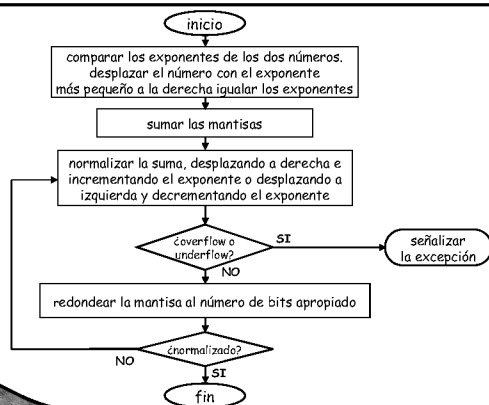 inicio
comparar los exponentes de los dos números.
desplazar el número con el exponente
más pequeño a la derecha igualar los exponentes
sumar las mantisas
normalizar la suma, desplazando a derecha e
incrementando el exponente o desplazando a
izquierda y decrementando el exponente
¿overflow o
underflow?
SI
señalizar
la excepción
NO
redondear la mantisa al número de bits apropiado
¿normalizado?
NO
SI
fin